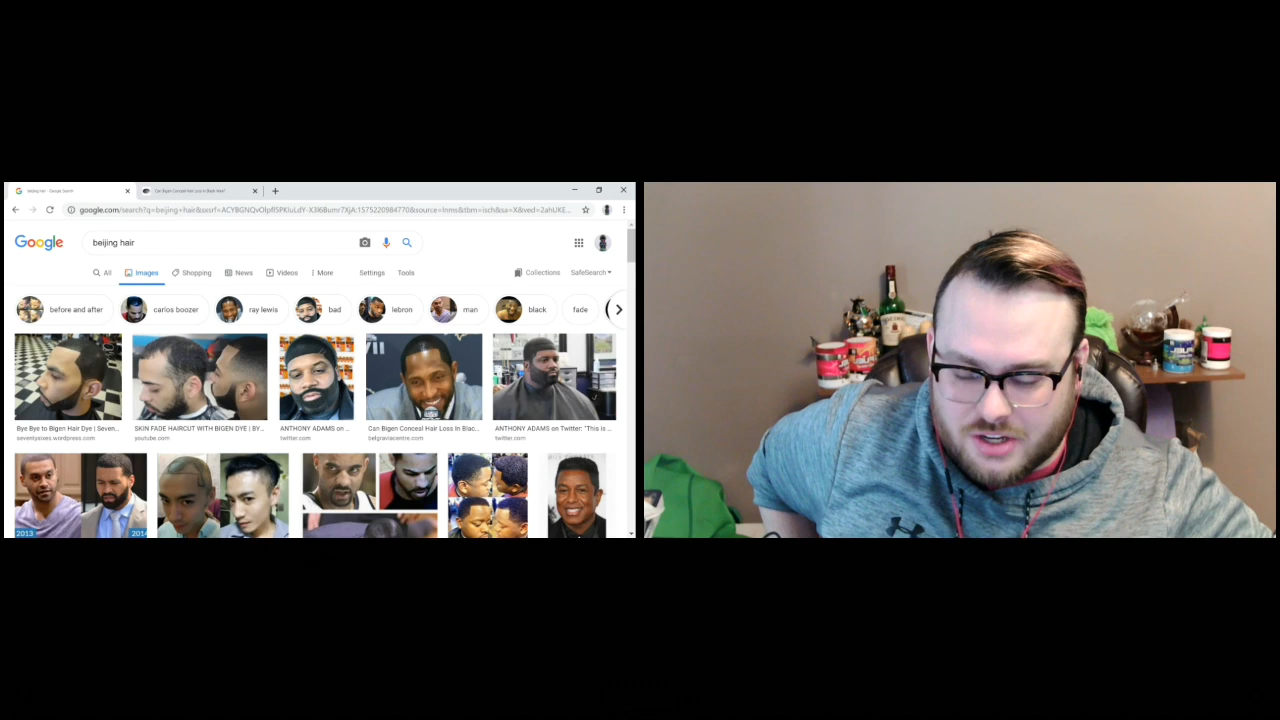 beijing hair - Google Search
Can Bigen Conceal Hair Loss In Black Men?
google.com/search?q=beijing+hair&sxsrf=
Google
beijing hair
All
Images
Shopping
News
Videos
More
Settings
Tools
Collections
SafeSearch
before and after
carlos boozer
ray lewis
bad
lebron
man
black
fade
Bye Bye to Bigen Hair Dye | Seven...
seventysixes.wordpress.com
SKIN FADE HAIRCUT WITH BIGEN DYE | BY...
youtube.com
ANTHONY ADAMS on ...
twitter.com
Can Bigen Conceal Hair Loss In Blac...
belgraviacentre.com
ANTHONY ADAMS on Twitter: "This is ...
twitter.com
2013
2014